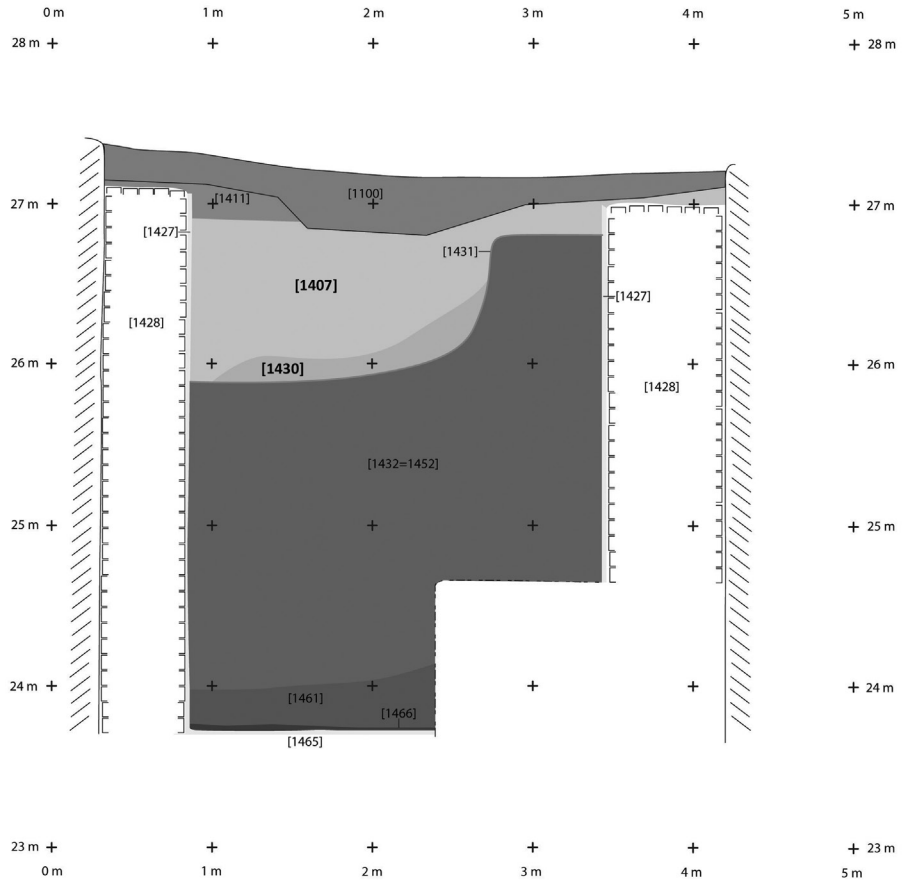 0 m 1 m 2 m 3 m 4 m 5 m
28 m 28 m
[1411] [1100]
27 m 27 m
[1427]
[1431]
[1407]
[1427]
[1428]
26 m 26 m
[1430]
[1428]
[1432=1452]
25 m 25 m
24 m 24 m
[1461]
[1466]
[1465]
23 m 23 m
0 m 1 m 2 m 3 m 4 m 5 m